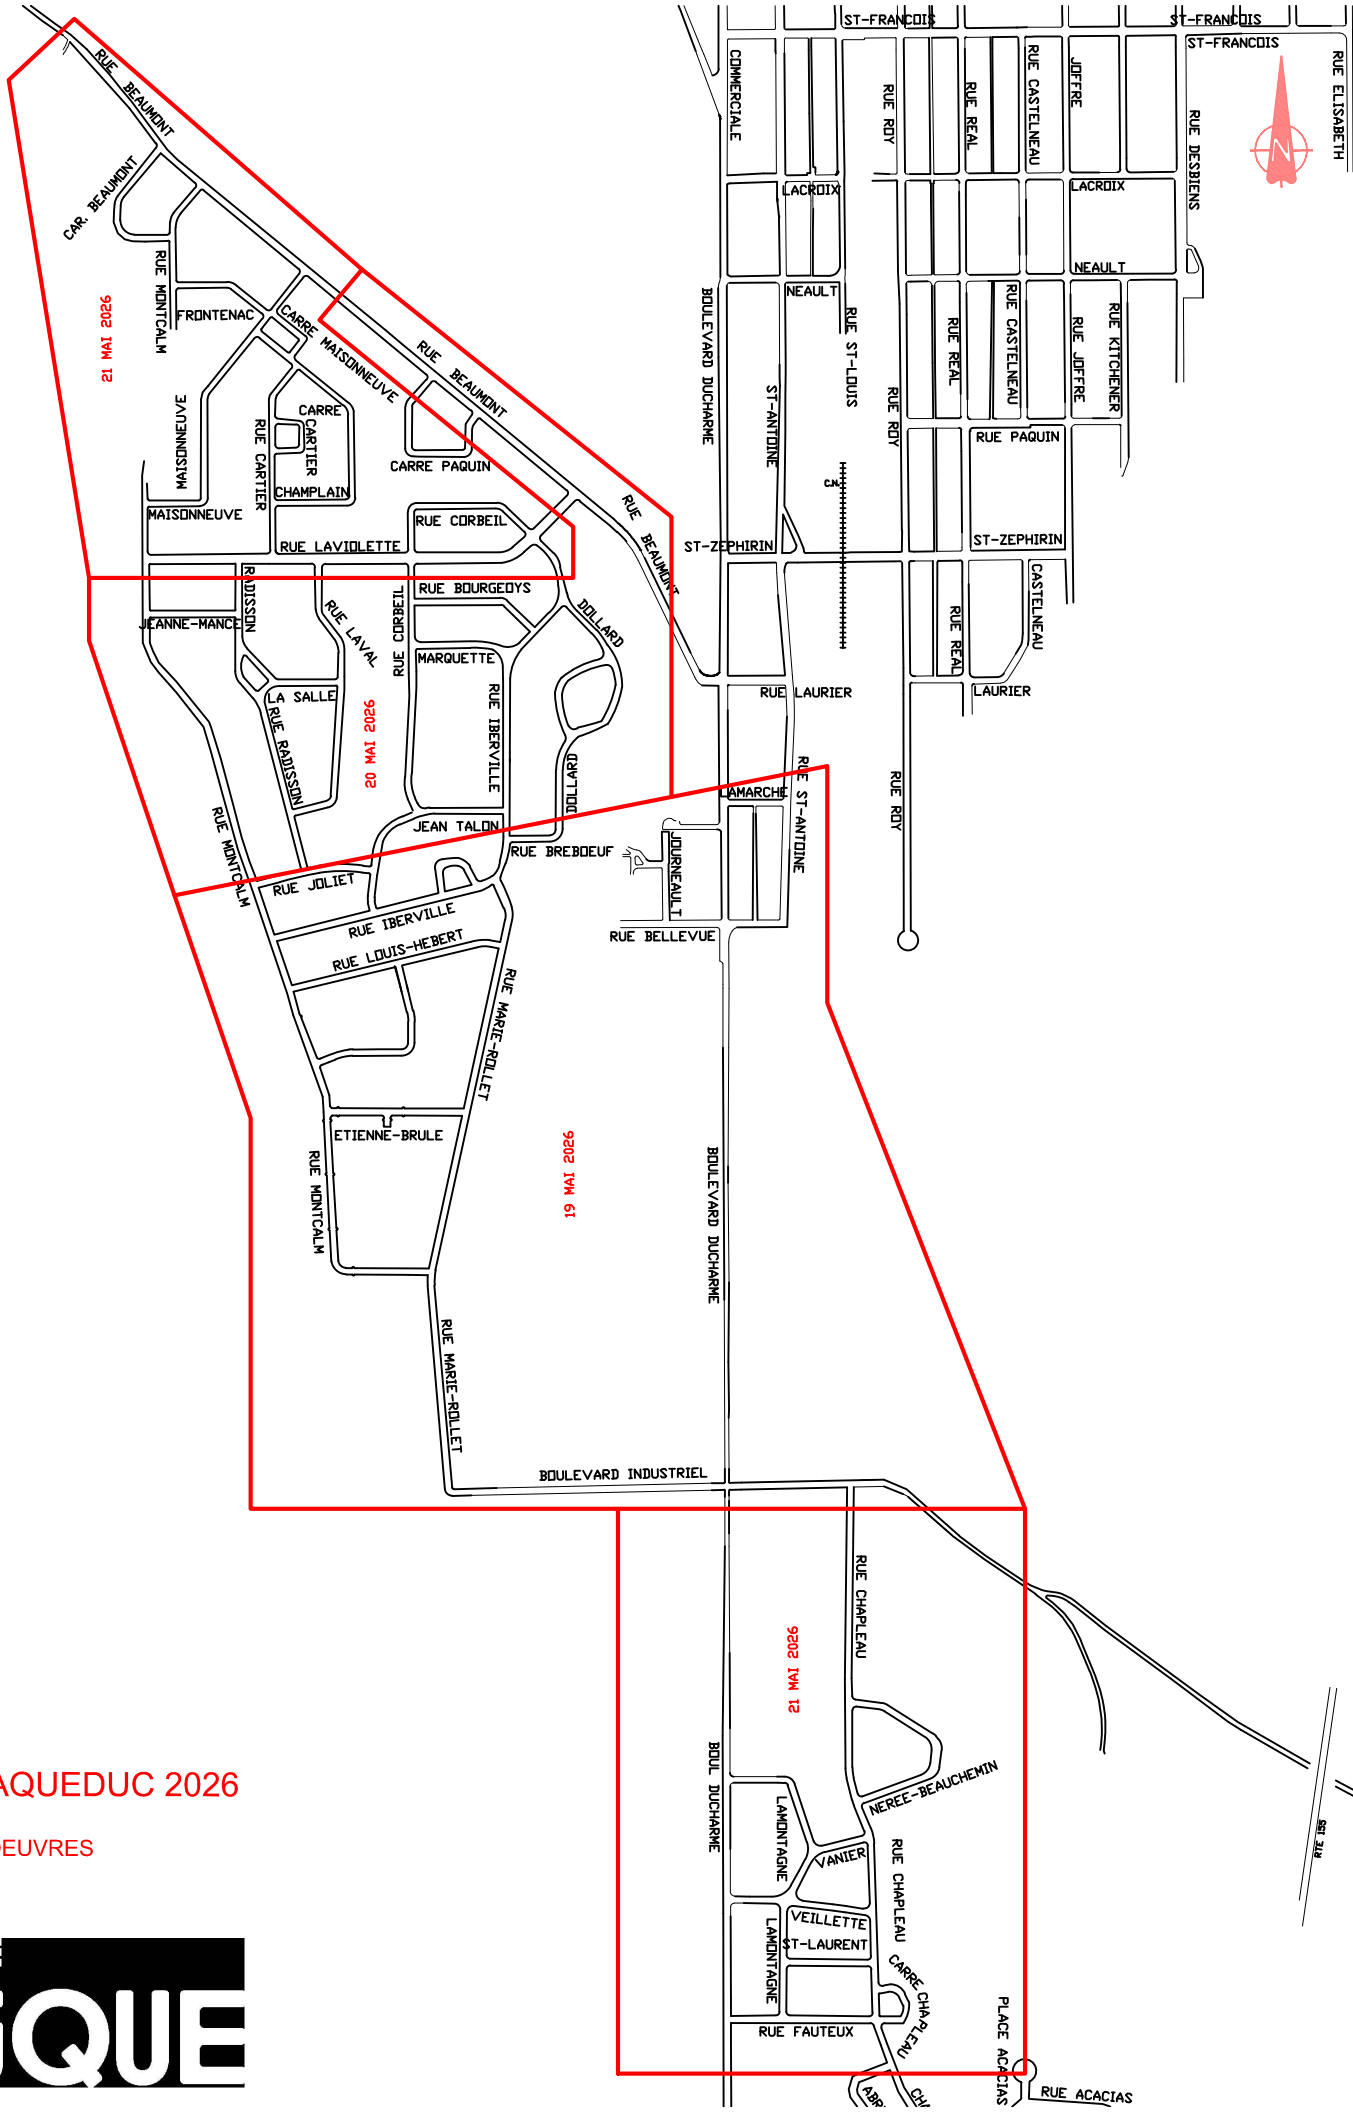 ST-FRANCOIS
ST-FRANCOIS
ST-FRANCOIS
RUE BEAUMONT
COMMERCIALE
RUE ROY
RUE REAL
RUE CASTELNEAU
JOFFRE
RUE DESBIENS
RUE ELISABETH
N
CAR. BEAUMONT
LACROIX
LACROIX
RUE MONTCALM
FRONTENAC
21 MAI 2026
CARRE MAISONNEUVE
RUE BEAUMONT
BOULEVARD DUCHARME
NEAULT
NEAULT
RUE ST-LOUIS
RUE REAL
RUE CASTELNEAU
RUE JOFFRE
RUE KITCHENER
MAISONNEUVE
RUE CARTIER
CARRE
CARTIER
CHAMPLAIN
CARRE PAQUIN
ST-ANTOINE
RUE ROY
RUE PAQUIN
C.N.
MAISONNEUVE
RUE CORBEIL
RUE BEAUMONT
RUE LAVIOLETTE
ST-ZEPHIRIN
ST-ZEPHIRIN
RADISSON
RUE BOURGEOYS
CASTELNEAU
JEANNE-MANCE
RUE LAVAL
RUE CORBEIL
DOLLARD
RUE REAL
MARQUETTE
LA SALLE
RUE LAURIER
LAURIER
RUE RADISSON
20 MAI 2026
RUE IBERVILLE
DOLLARD
RUE ST-ANTOINE
RUE ROY
LAMARCHE
RUE MONTCALM
JEAN TALON
RUE BREBOEUF
JOURNEAULT
RUE JOLIET
RUE IBERVILLE
RUE BELLEVUE
RUE LOUIS-HEBERT
RUE MARIE-ROLLET
ETIENNE-BRULE
RUE MONTCALM
19 MAI 2026
BOULEVARD DUCHARME
RUE MARIE-ROLLET
BOULEVARD INDUSTRIEL
RUE CHAPLEAU
21 MAI 2026
BOUL DUCHARME
AQUEDUC 2026
NEREE-BEAUCHEMIN
LAMONTAGNE
VANIER
RUE CHAPLEAU
RTE 155
OEUVRES
VEILLETTE
ST-LAURENT
LAMONTAGNE
CARRE CHAPLEAU
QUE
RUE FAUTEUX
PLACE ACACIAS
RUE ACACIAS